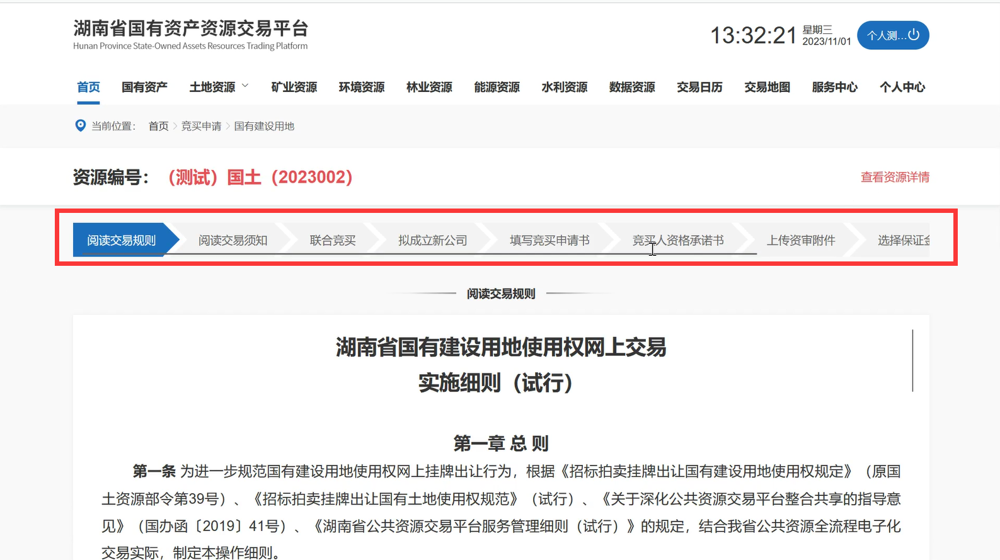 湖南省国有资产资源交易平台
Hunan Province State-Owned Assets Resources Trading Platform
13:32:21
星期三
2023/11/01
个人测...
首页 国有资产 土地资源 矿业资源 环境资源 林业资源 能源资源 水利资源 数据资源 交易日历 交易地图 服务中心 个人中心
当前位置： 首页 > 竞买申请 > 国有建设用地
资源编号：（测试）国土（2023002）
查看资源详情
阅读交易规则 阅读交易须知 联合竞买 拟成立新公司 填写竞买申请书 竞买人资格承诺书 上传资审附件 选择保证金
阅读交易规则
湖南省国有建设用地使用权网上交易
实施细则（试行）
第一章 总 则
第一条 为进一步规范国有建设用地使用权网上挂牌出让行为，根据《招标拍卖挂牌出让国有建设用地使用权规定》（原国
土资源部令第39号）、《招标拍卖挂牌出让国有土地使用权规范》（试行）、《关于深化公共资源交易平台整合共享的指导意
见》（国办函〔2019〕41号）、《湖南省公共资源交易平台服务管理细则（试行）》的规定，结合我省公共资源全流程电子化
交易实际，制定本操作细则。